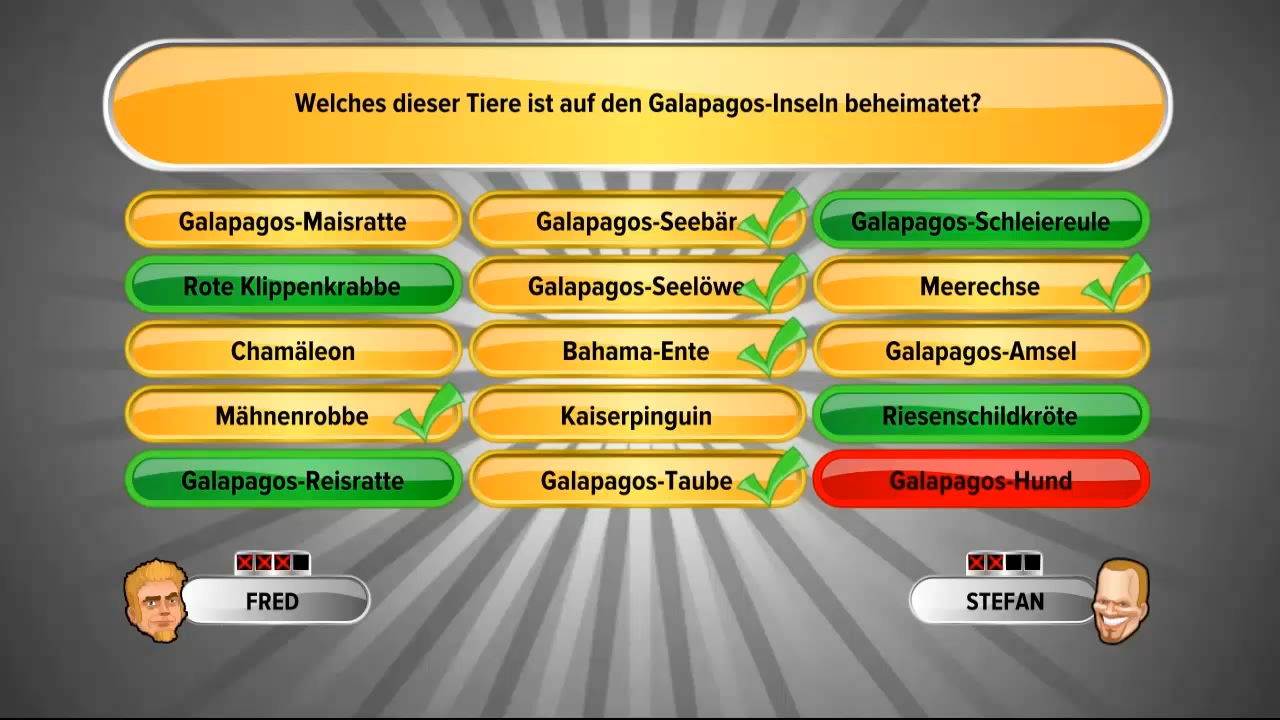 Welches dieser Tiere ist auf den Galapagos-Inseln beheimatet?
Galapagos-Maisratte
Galapagos-Seebär
Galapagos-Schleiereule
Rote Klippenkrabbe
Galapagos-Seelöwe
Meerechse
Chamäleon
Bahama-Ente
Galapagos-Amsel
Mähnenrobbe
Kaiserpinguin
Riesenschildkröte
Galapagos-Reisratte
Galapagos-Taube
Galapagos-Hund
FRED
STEFAN